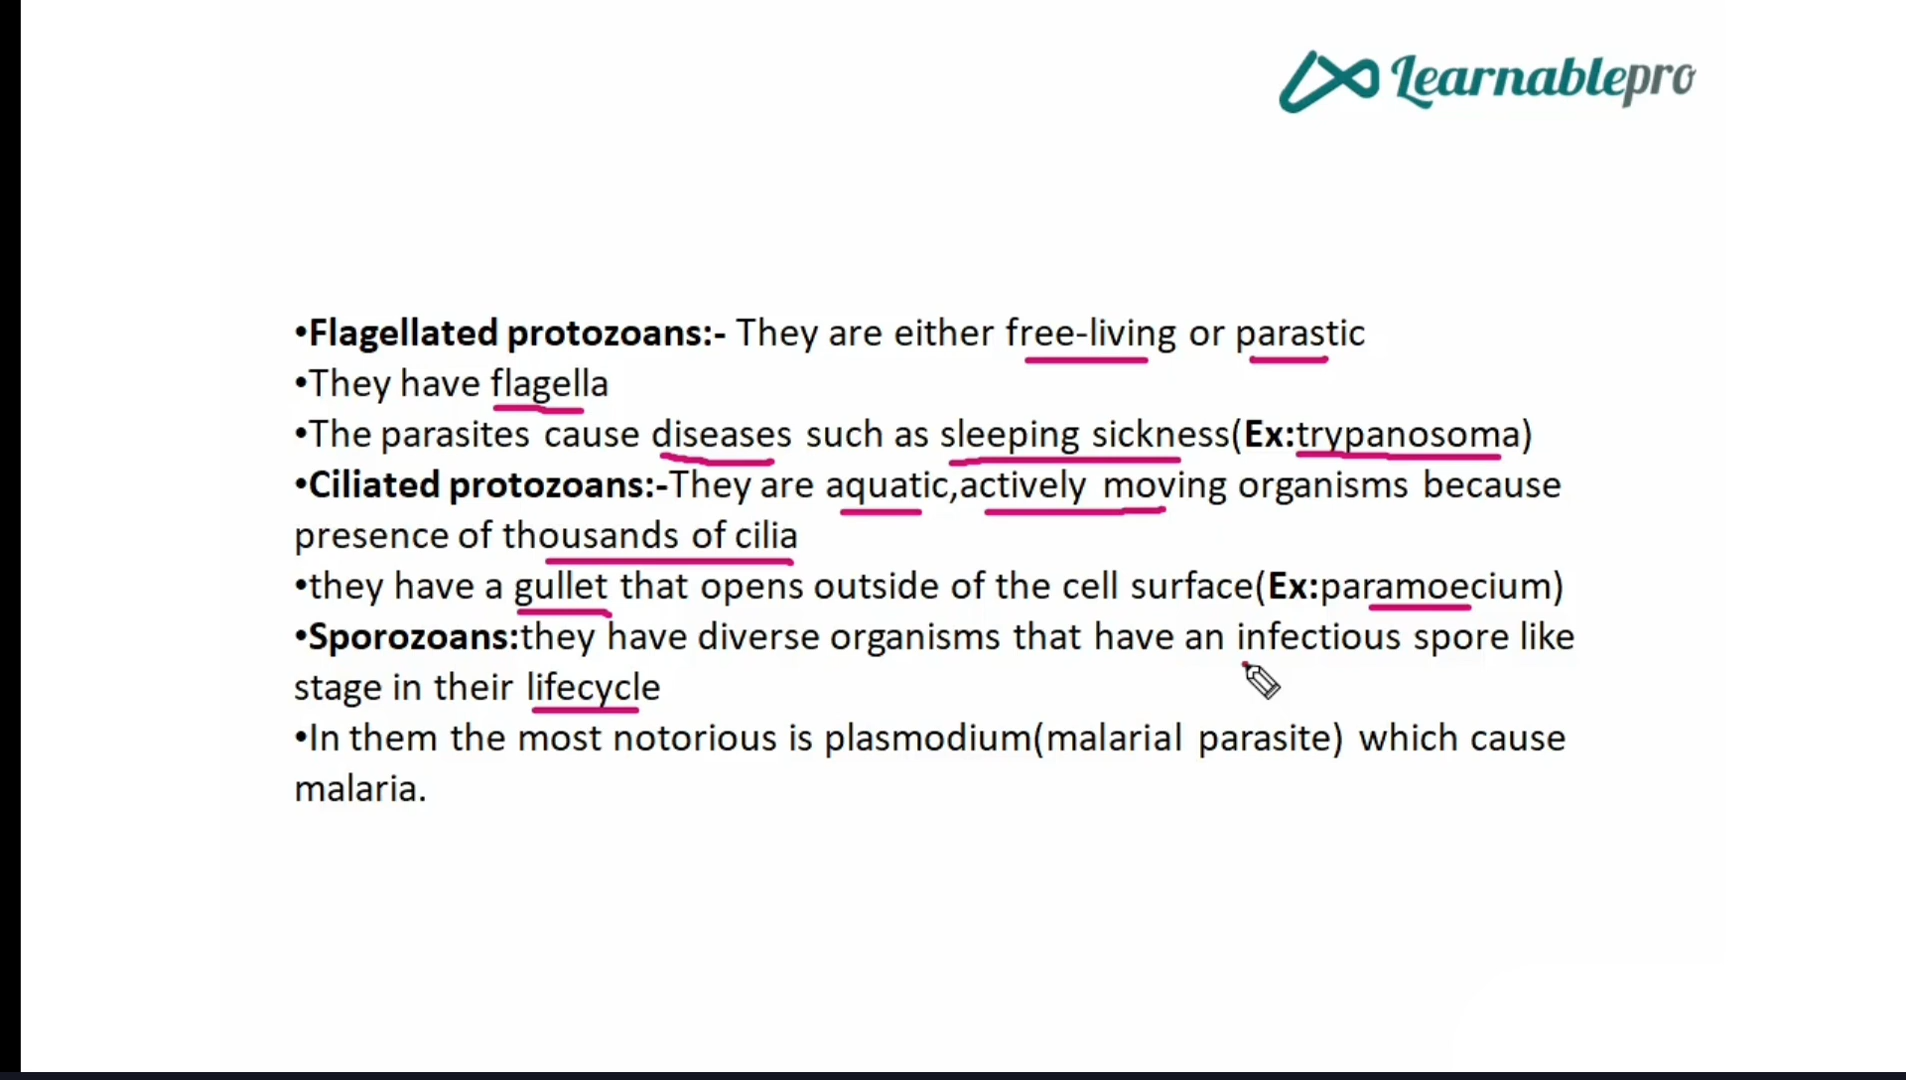 Learnablepro
•Flagellated protozoans:- They are either free-living or parastic
•They have flagella
•The parasites cause diseases such as sleeping sickness(Ex:trypanosoma)
•Ciliated protozoans:-They are aquatic,actively moving organisms because
presence of thousands of cilia
•they have a gullet that opens outside of the cell surface(Ex:paramoecium)
•Sporozoans:they have diverse organisms that have an infectious spore like
stage in their lifecycle
•In them the most notorious is plasmodium(malarial parasite) which cause
malaria.